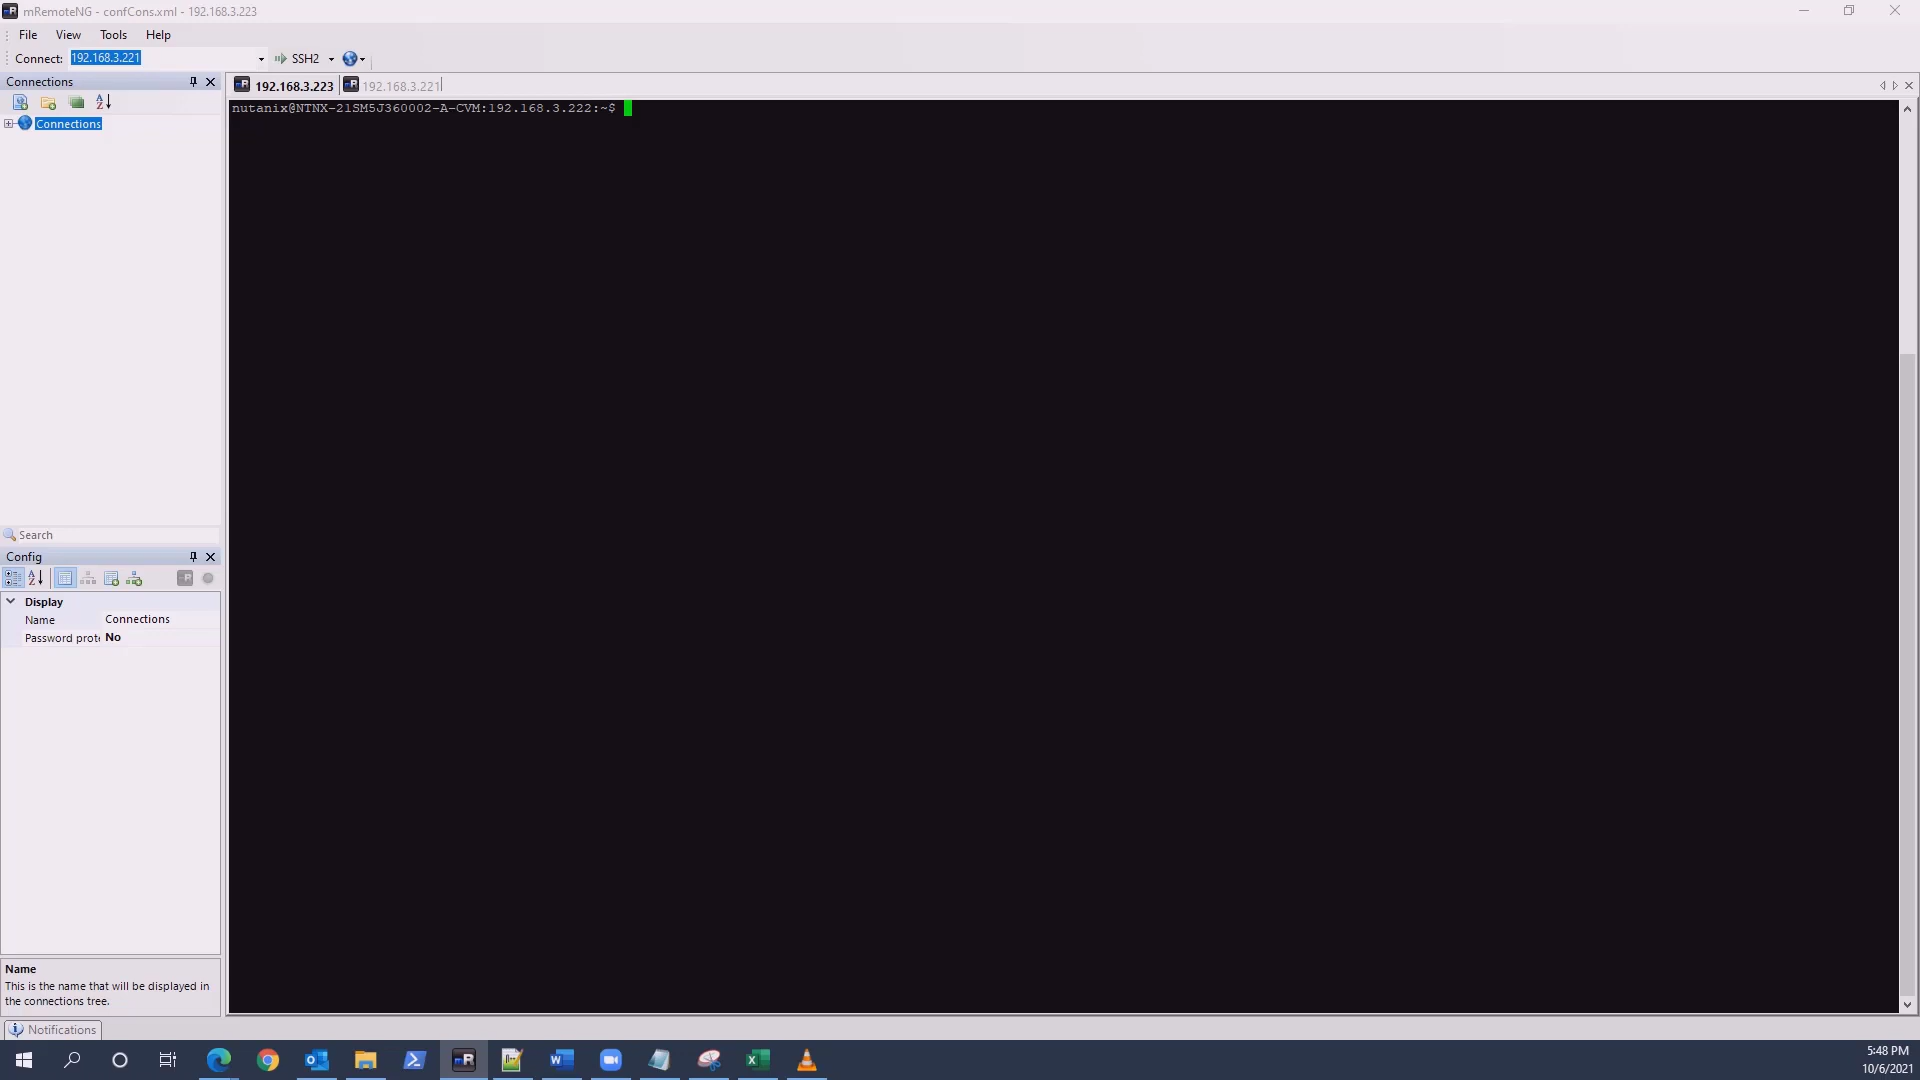 mRemoteNG - confCons.xml - 192.168.3.223
File View Tools Help
Connect: 192.168.3.221 SSH2
Connections
192.168.3.223 192.168.3.221
nutanix@NTNX-21SM5J360002-A-CVM:192.168.3.222:~$
Connections
Search
Config
Display
Name Connections
Password prote No
Name
This is the name that will be displayed in
the connections tree.
Notifications
5:48 PM
10/6/2021